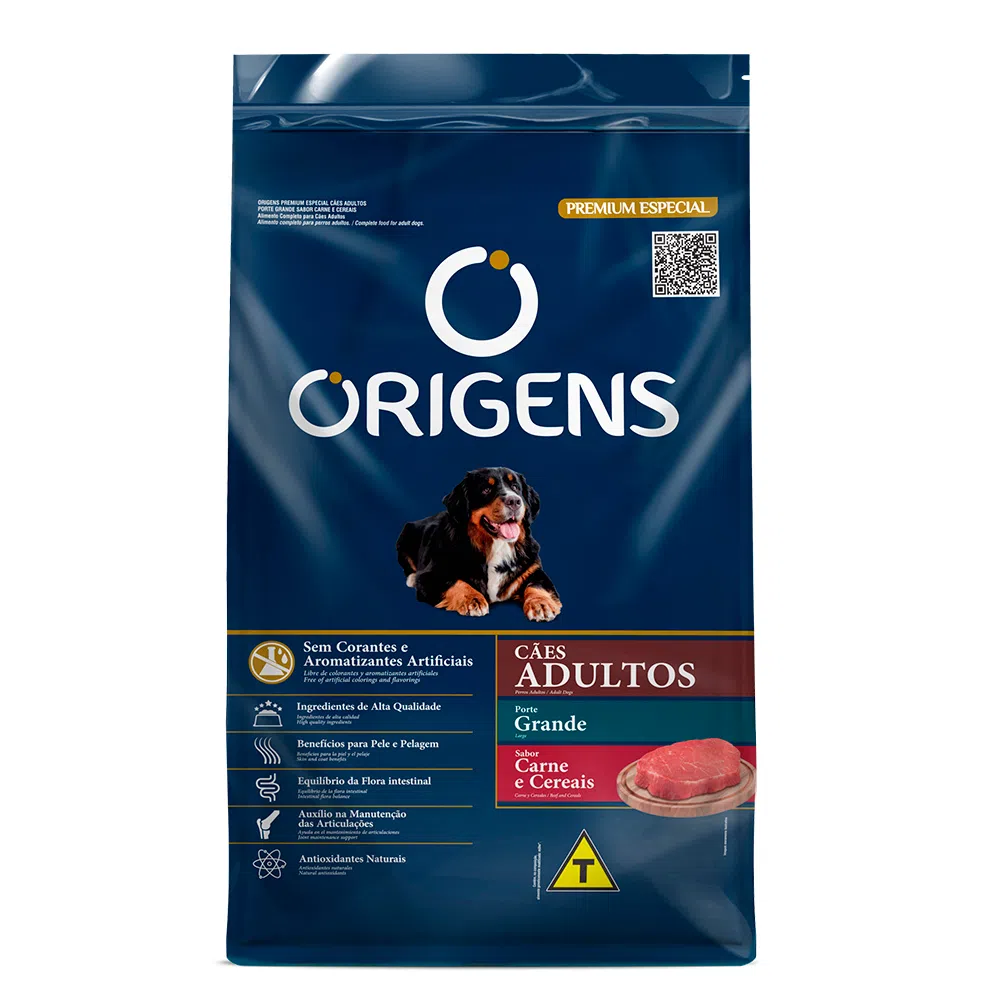 ORIGENS PREMIUM ESPECIAL CÃES ADULTOS
PORTE GRANDE SABOR CARNE E CEREAIS
Alimento Completo para Cães Adultos
Alimento completo para perros adultos. / Complete food for adult dogs.
PREMIUM ESPECIAL
ORIGENS
Sem Corantes e
Aromatizantes Artificiais
Libre de colorantes y aromatizantes artificiales
Free of artificial colorings and flavorings
Ingredientes de Alta Qualidade
Ingredientes de alta calidad
High quality ingredients
Benefícios para Pele e Pelagem
Beneficios para la piel y el pelaje
Skin and coat benefits
Equilíbrio da Flora intestinal
Equilibrio de la flora intestinal
Intestinal flora balance
Auxílio na Manutenção
das Articulações
Ayuda en el mantenimiento de articulaciones
Joint maintenance support
Antioxidantes Naturais
Antioxidantes naturales
Natural antioxidants
CÃES
ADULTOS
Perros Adultos / Adult Dogs
Porte
Grande
Large
Sabor
Carne
e Cereais
Carne y Cereales / Beef and Cereals
T